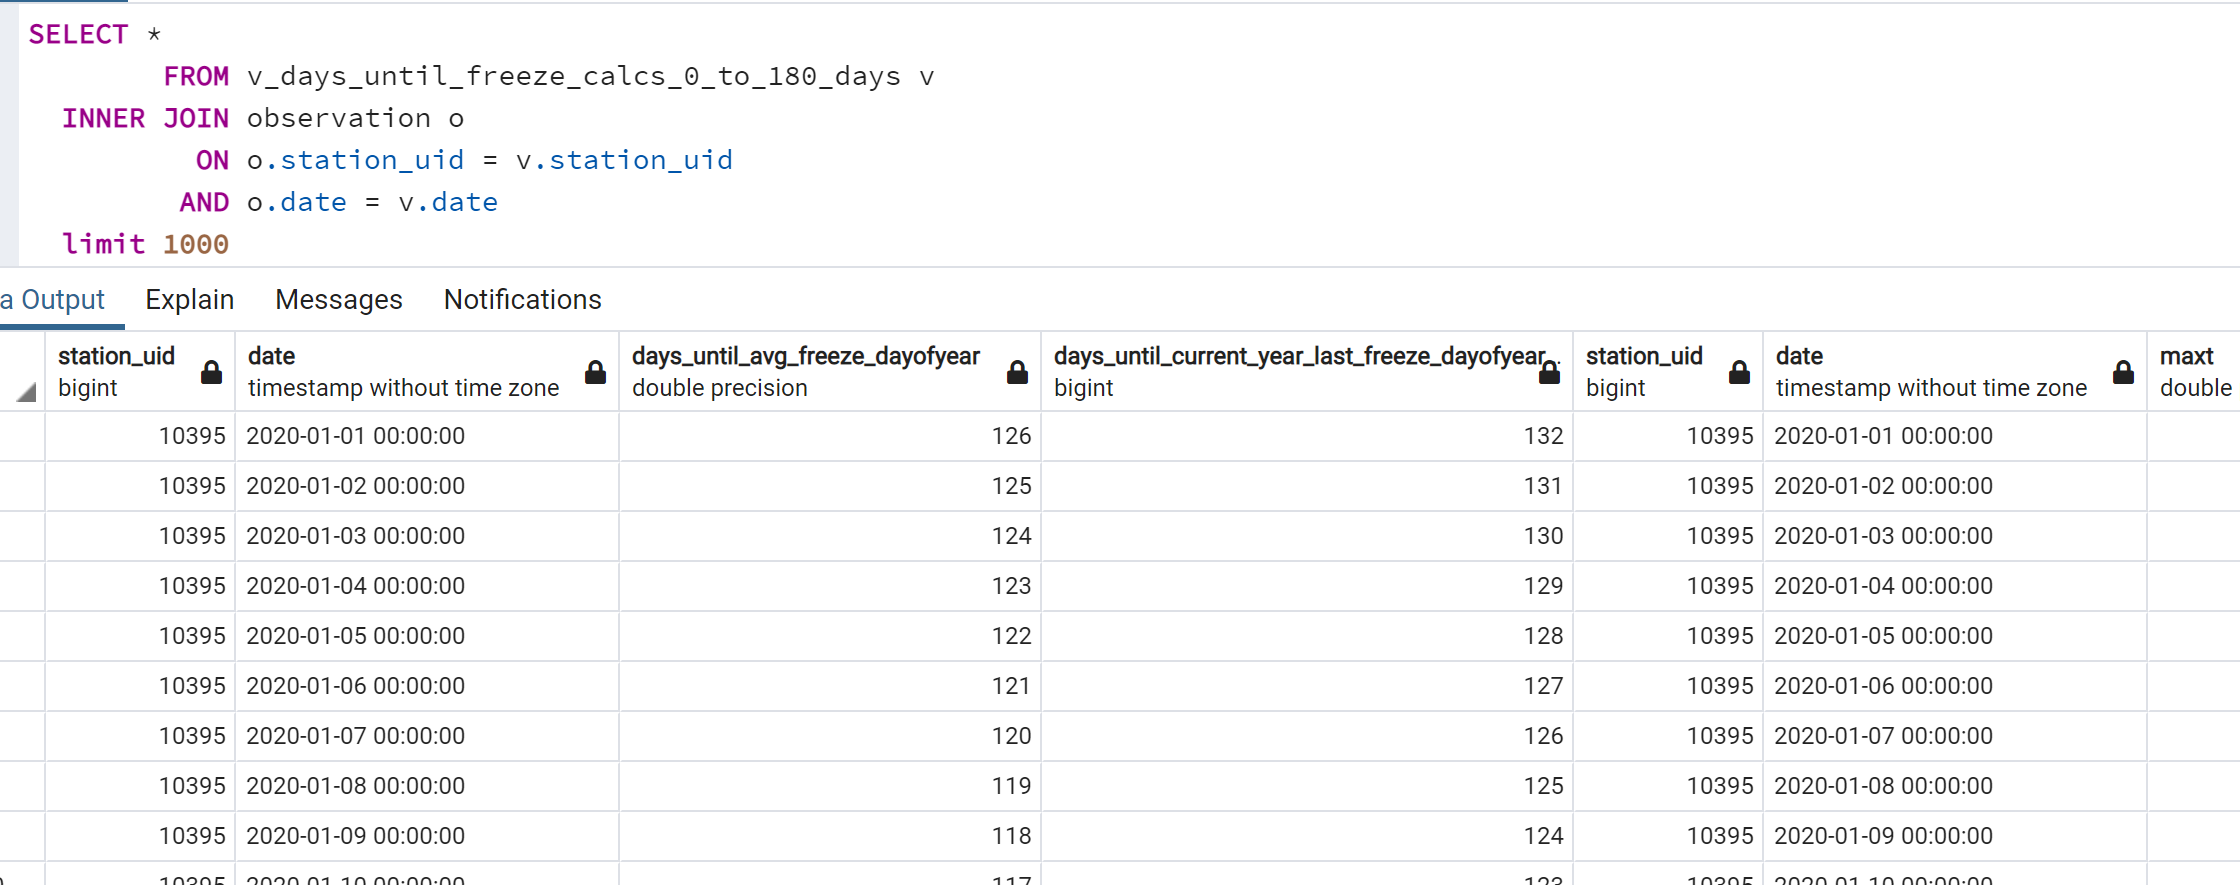 SELECT *
FROM v_days_until_freeze_calcs_0_to_180_days v
INNER JOIN observation o
ON o.station_uid = v.station_uid
AND o.date = v.date
limit 1000
a Output Explain Messages Notifications
station_uid date days_until_avg_freeze_dayofyear days_until_current_year_last_freeze_dayofyear station_uid date maxt
bigint timestamp without time zone double precision bigint bigint timestamp without time zone double
10395 2020-01-01 00:00:00 126 132 10395 2020-01-01 00:00:00
10395 2020-01-02 00:00:00 125 131 10395 2020-01-02 00:00:00
10395 2020-01-03 00:00:00 124 130 10395 2020-01-03 00:00:00
10395 2020-01-04 00:00:00 123 129 10395 2020-01-04 00:00:00
10395 2020-01-05 00:00:00 122 128 10395 2020-01-05 00:00:00
10395 2020-01-06 00:00:00 121 127 10395 2020-01-06 00:00:00
10395 2020-01-07 00:00:00 120 126 10395 2020-01-07 00:00:00
10395 2020-01-08 00:00:00 119 125 10395 2020-01-08 00:00:00
10395 2020-01-09 00:00:00 118 124 10395 2020-01-09 00:00:00
10395 2020-01-10 00:00:00 117 123 10395 2020-01-10 00:00:00